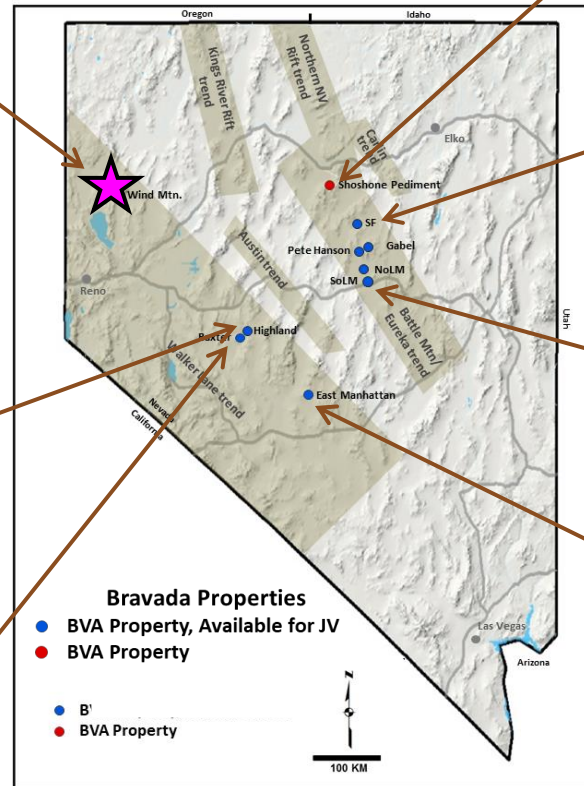 Oregon
Idaho
Kings River Rift
trend
Northern NV
Rift trend
Carlin
trend
Elko
Shoshone Pediment
Wind Mtn.
SF
Gabel
Pete Hanson
NoLM
SoLM
Austin trend
Reno
Utah
Highland
Baxter
Battle Mtn/
Eureka trend
Walker Lane trend
East Manhattan
Nevada
California
Bravada Properties
BVA Property, Available for JV
BVA Property
BVA Property
Las Vegas
Arizona
Z
100 KM